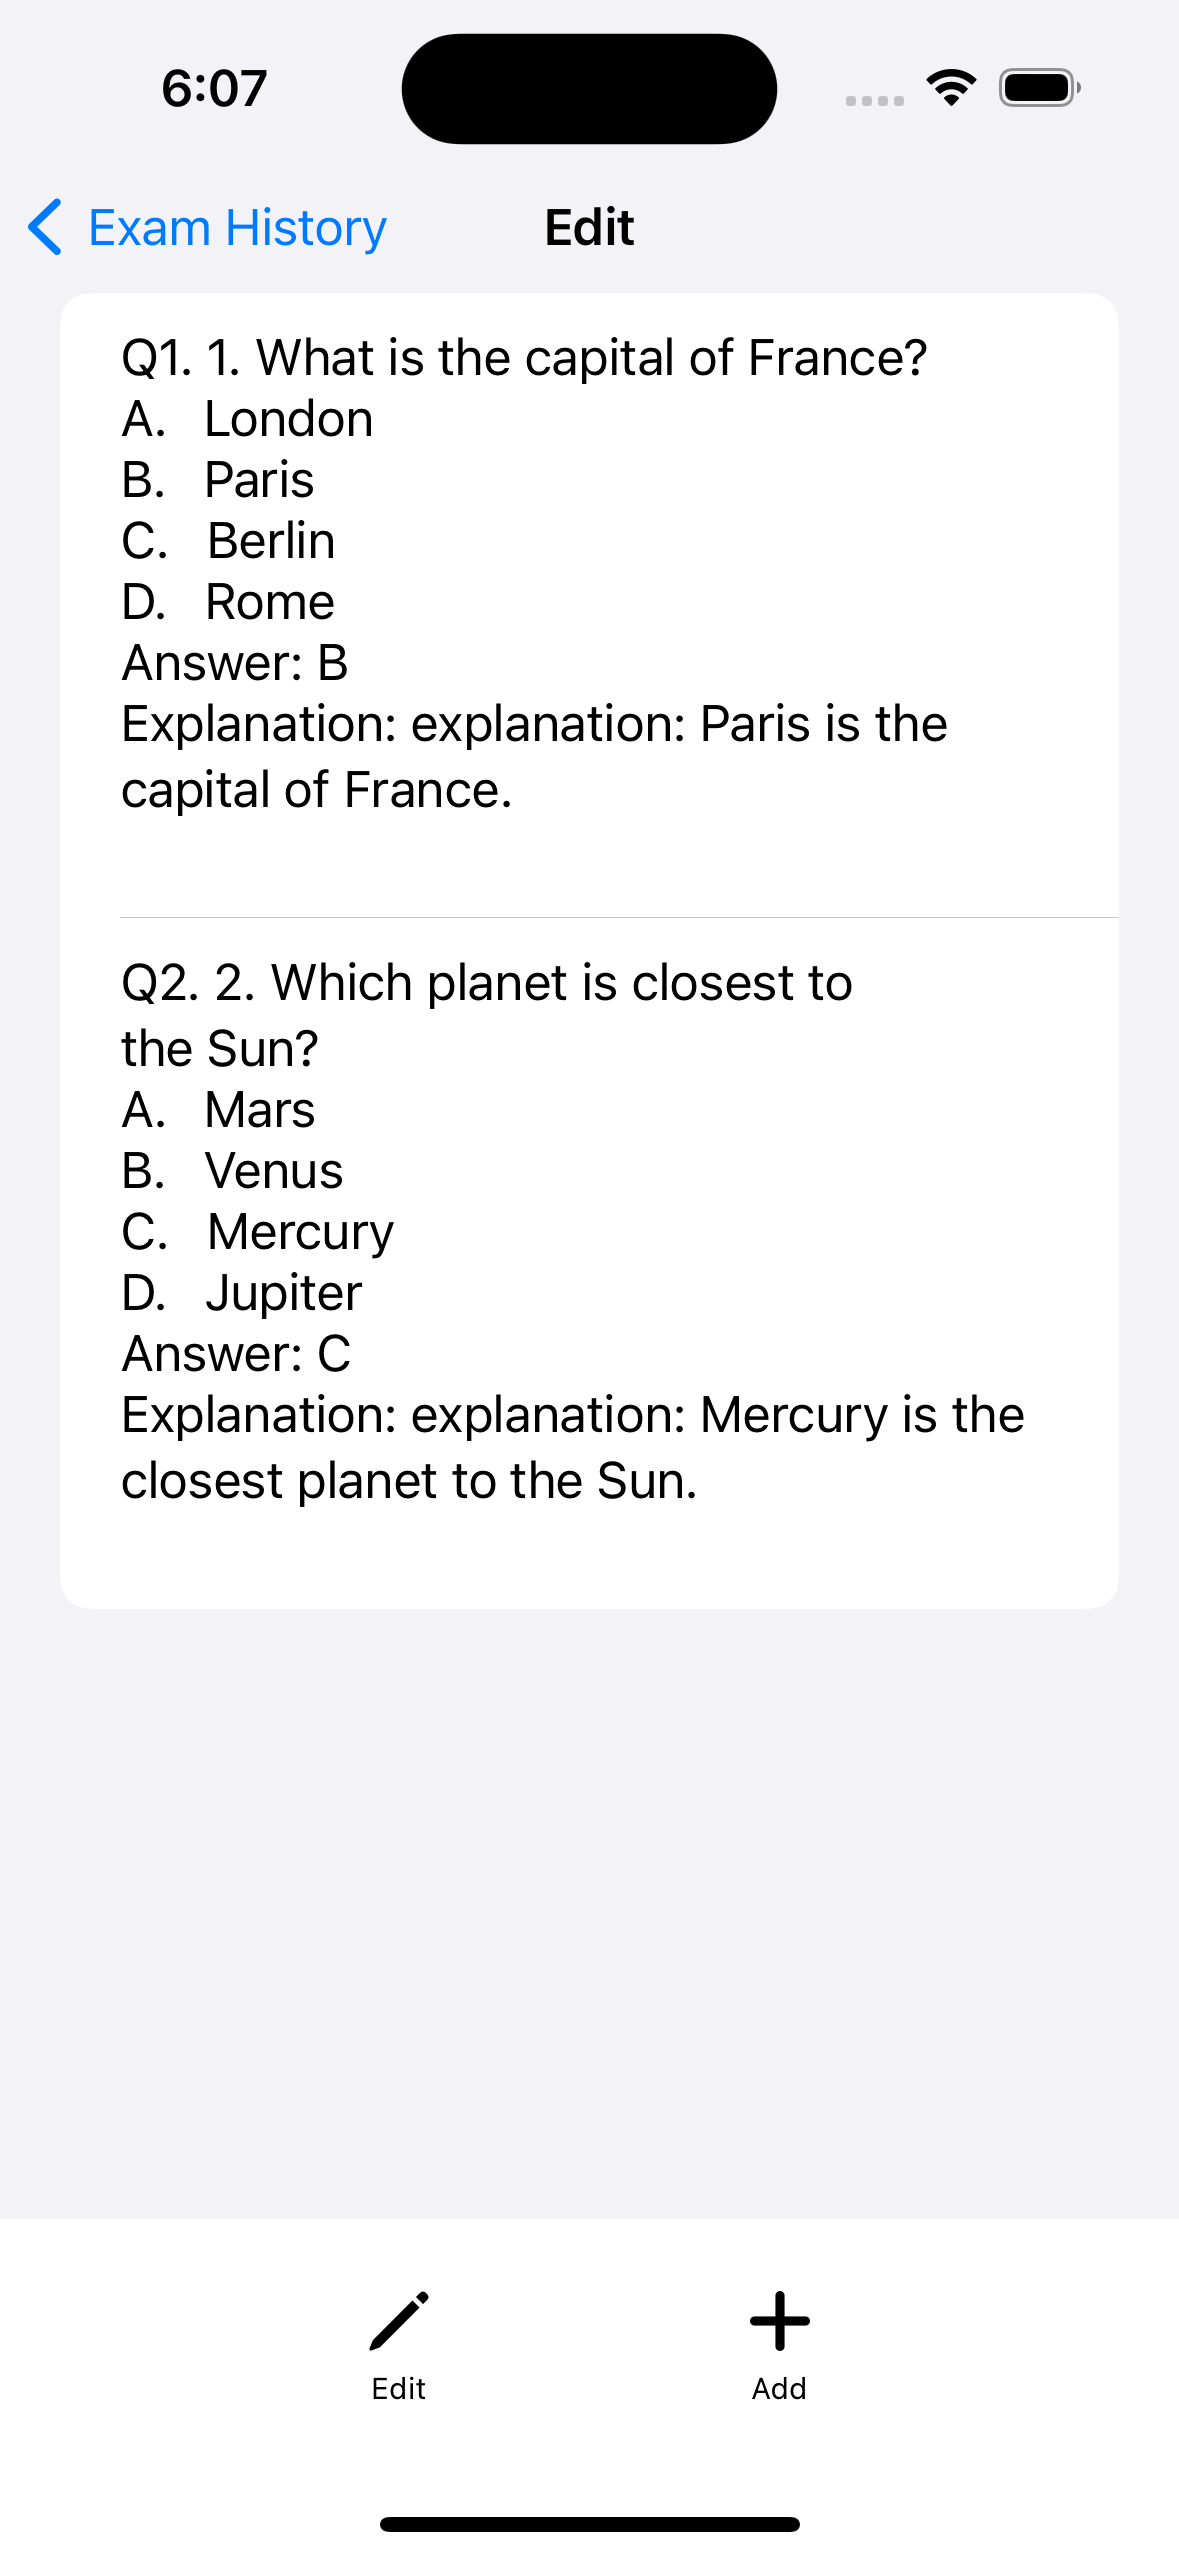 6:07
Exam History
Edit
Q1. 1. What is the capital of France?
A. London
B. Paris
C. Berlin
D. Rome
Answer: B
Explanation: explanation: Paris is the
capital of France.
Q2. 2. Which planet is closest to
the Sun?
A. Mars
B. Venus
C. Mercury
D. Jupiter
Answer: C
Explanation: explanation: Mercury is the
closest planet to the Sun.
Edit
Add